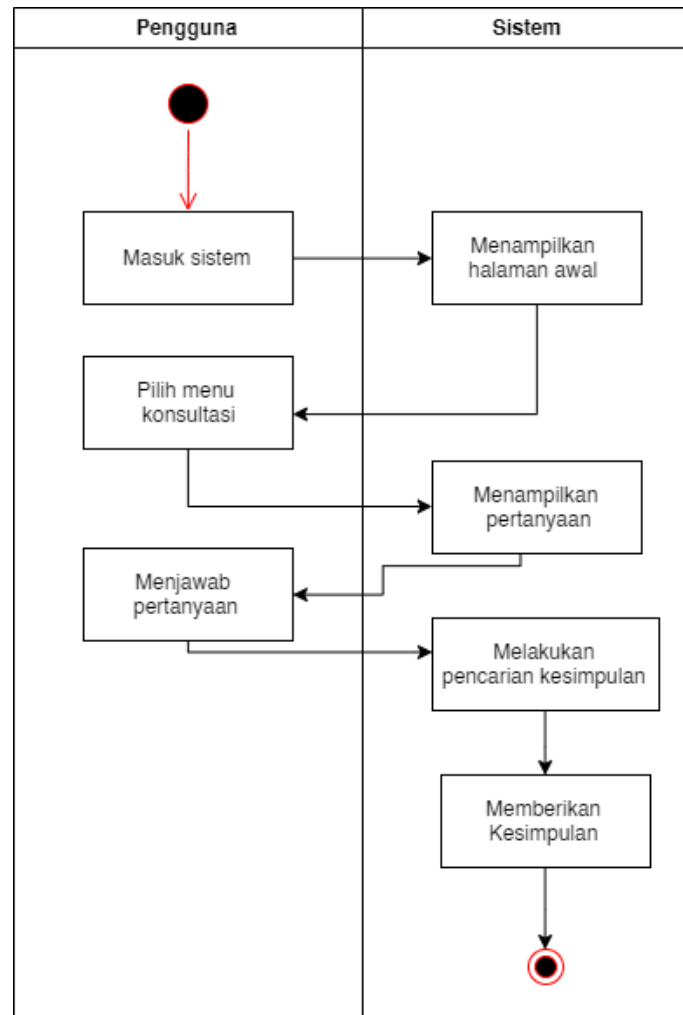 Pengguna
Sistem
Masuk sistem
Menampilkan
halaman awal
Pilih menu
konsultasi
Menampilkan
pertanyaan
Menjawab
pertanyaan
Melakukan
pencarian kesimpulan
Memberikan
Kesimpulan